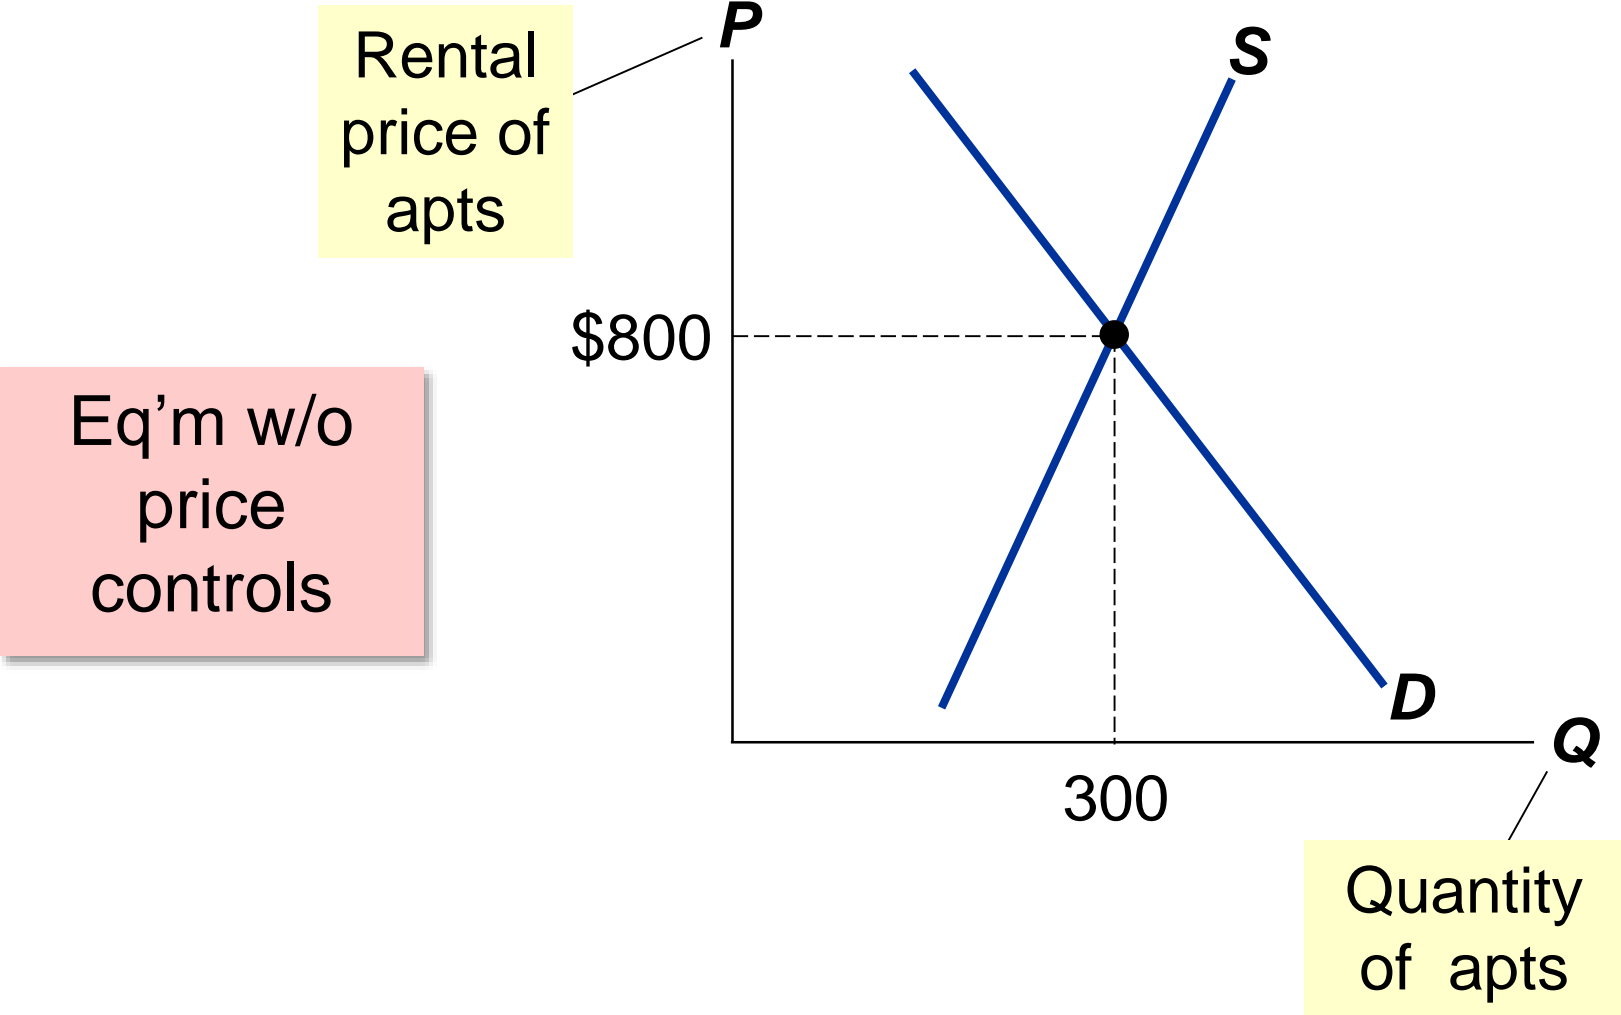 P
Rental
price of
apts
S
$800
Eq’m w/o
price
controls
D
Q
300
Quantity
of apts